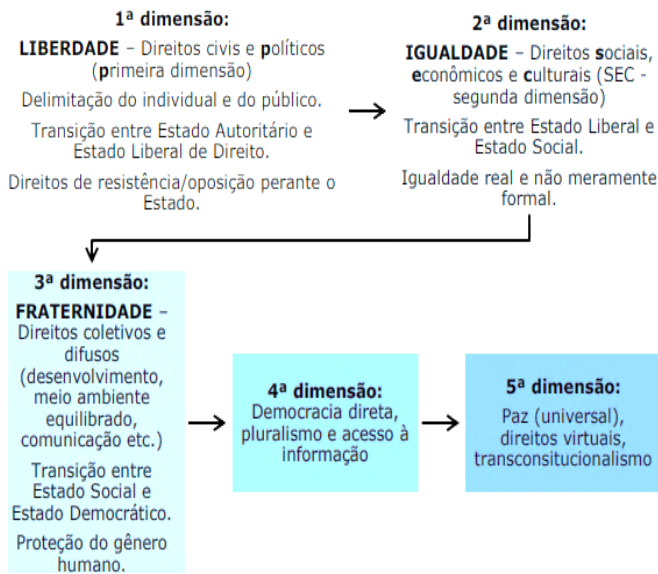 1ª dimensão:
LIBERDADE – Direitos civis e políticos
(primeira dimensão)
Delimitação do individual e do público.
Transição entre Estado Autoritário e
Estado Liberal de Direito.
Direitos de resistência/oposição perante o
Estado.
2ª dimensão:
IGUALDADE – Direitos sociais,
econômicos e culturais (SEC -
segunda dimensão)
Transição entre Estado Liberal e
Estado Social.
Igualdade real e não meramente
formal.
3ª dimensão:
FRATERNIDADE –
Direitos coletivos e
difusos
(desenvolvimento,
meio ambiente
equilibrado,
comunicação etc.)
Transição entre
Estado Social e
Estado Democrático.
Proteção do gênero
humano.
4ª dimensão:
Democracia direta,
pluralismo e acesso à
informação
5ª dimensão:
Paz (universal),
direitos virtuais,
transconsitucionalismo